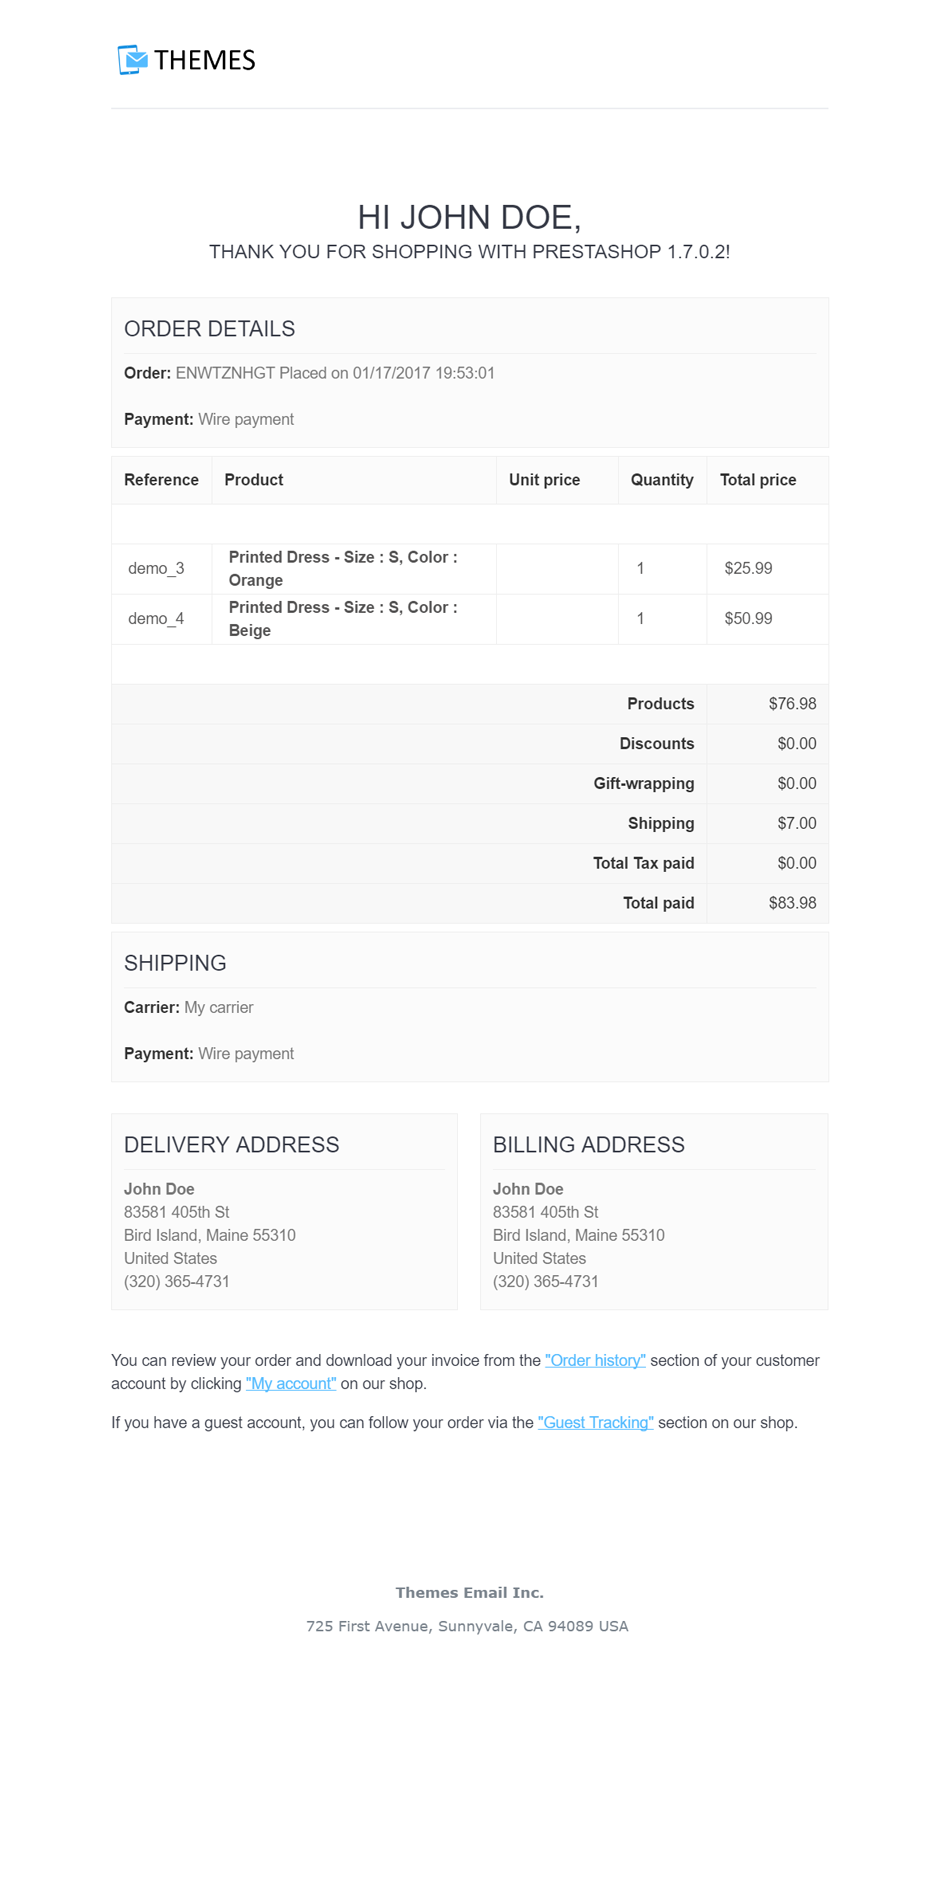 THEMES
HI JOHN DOE,
THANK YOU FOR SHOPPING WITH PRESTASHOP 1.7.0.2!
ORDER DETAILS
Order: ENWTZNHGT Placed on 01/17/2017 19:53:01
Payment: Wire payment
Reference Product Unit price Quantity Total price
demo_3 Printed Dress - Size : S, Color : 1 $25.99
Orange
demo_4 Printed Dress - Size : S, Color : 1 $50.99
Beige
Products $76.98
Discounts $0.00
Gift-wrapping $0.00
Shipping $7.00
Total Tax paid $0.00
Total paid $83.98
SHIPPING
Carrier: My carrier
Payment: Wire payment
DELIVERY ADDRESS
John Doe
83581 405th St
Bird Island, Maine 55310
United States
(320) 365-4731
BILLING ADDRESS
John Doe
83581 405th St
Bird Island, Maine 55310
United States
(320) 365-4731
You can review your order and download your invoice from the "Order history" section of your customer
account by clicking "My account" on our shop.
If you have a guest account, you can follow your order via the "Guest Tracking" section on our shop.
Themes Email Inc.
725 First Avenue, Sunnyvale, CA 94089 USA